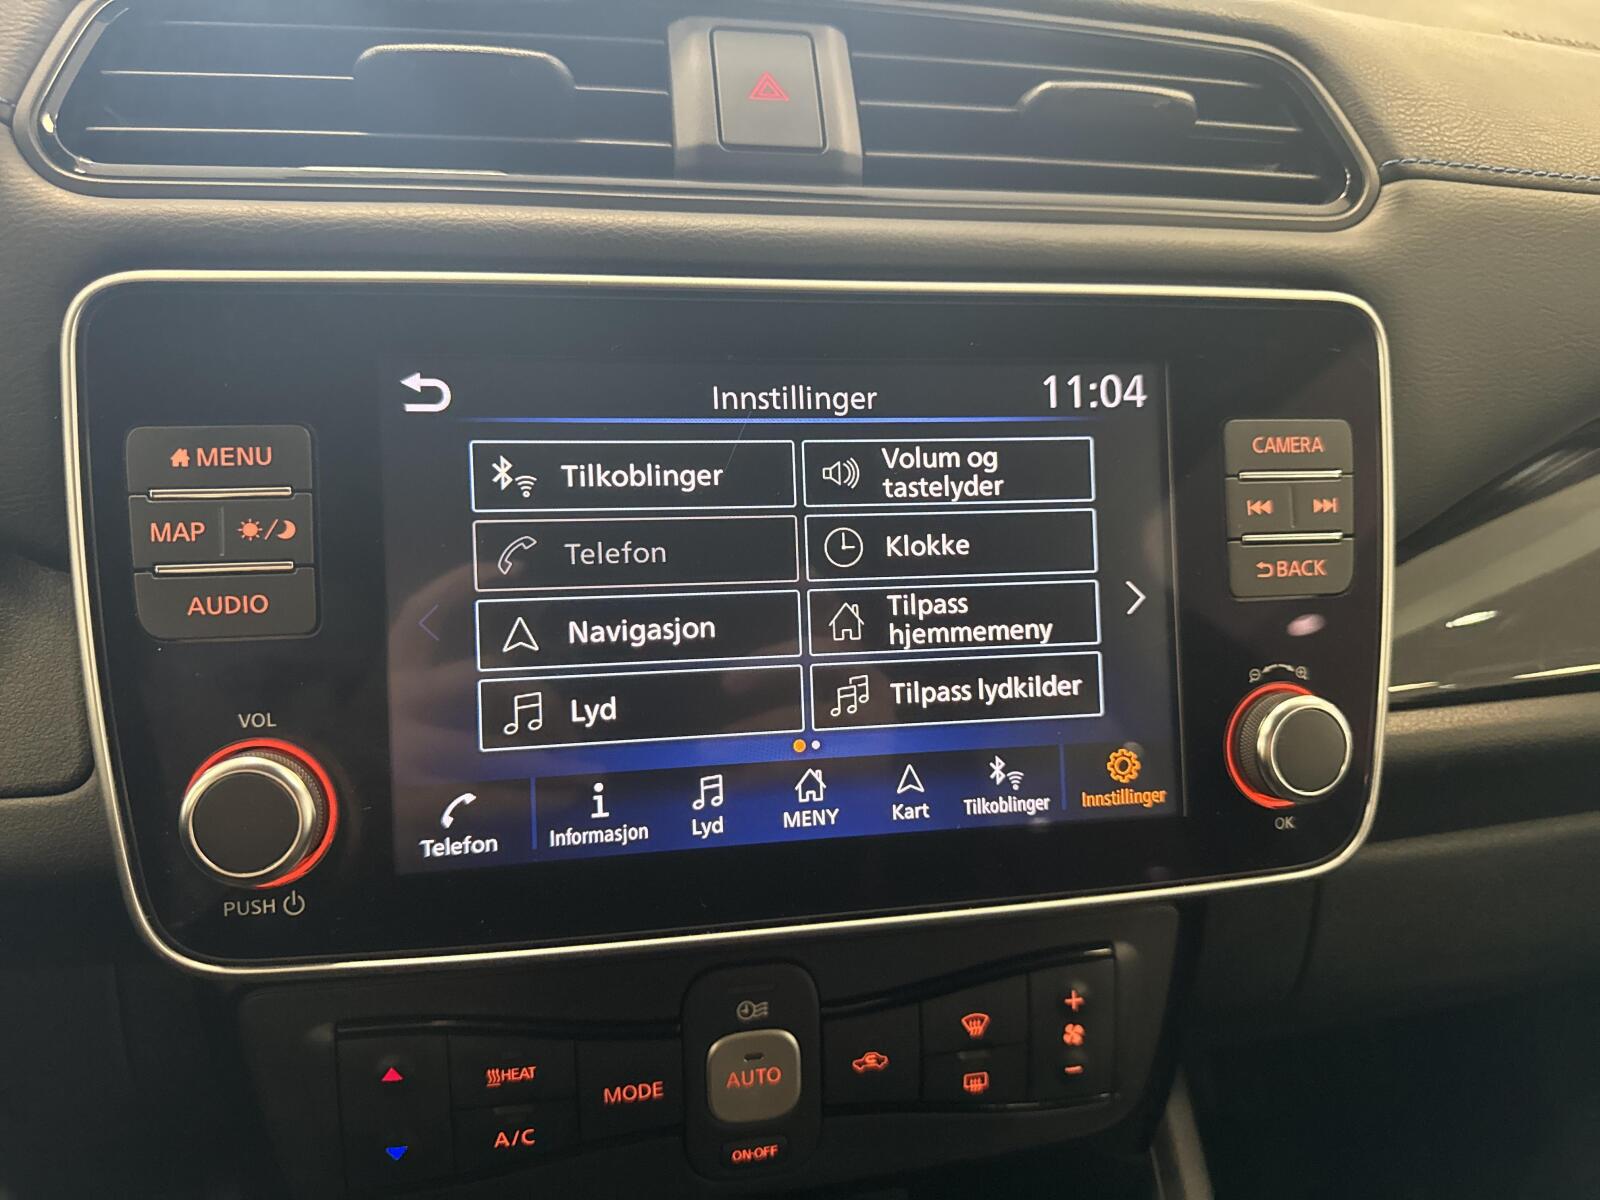 Innstillinger
11:04
Tilkoblinger
Volum og
tastelyder
Telefon
Klokke
Navigasjon
Tilpass
hjemmemeny
Lyd
Tilpass lydkilder
Telefon
Informasjon
Lyd
MENY
Kart
Tilkoblinger
Innstillinger
MENU
MAP
AUDIO
VOL
PUSH
CAMERA
BACK
OK
HEAT
A/C
MODE
AUTO
ON·OFF